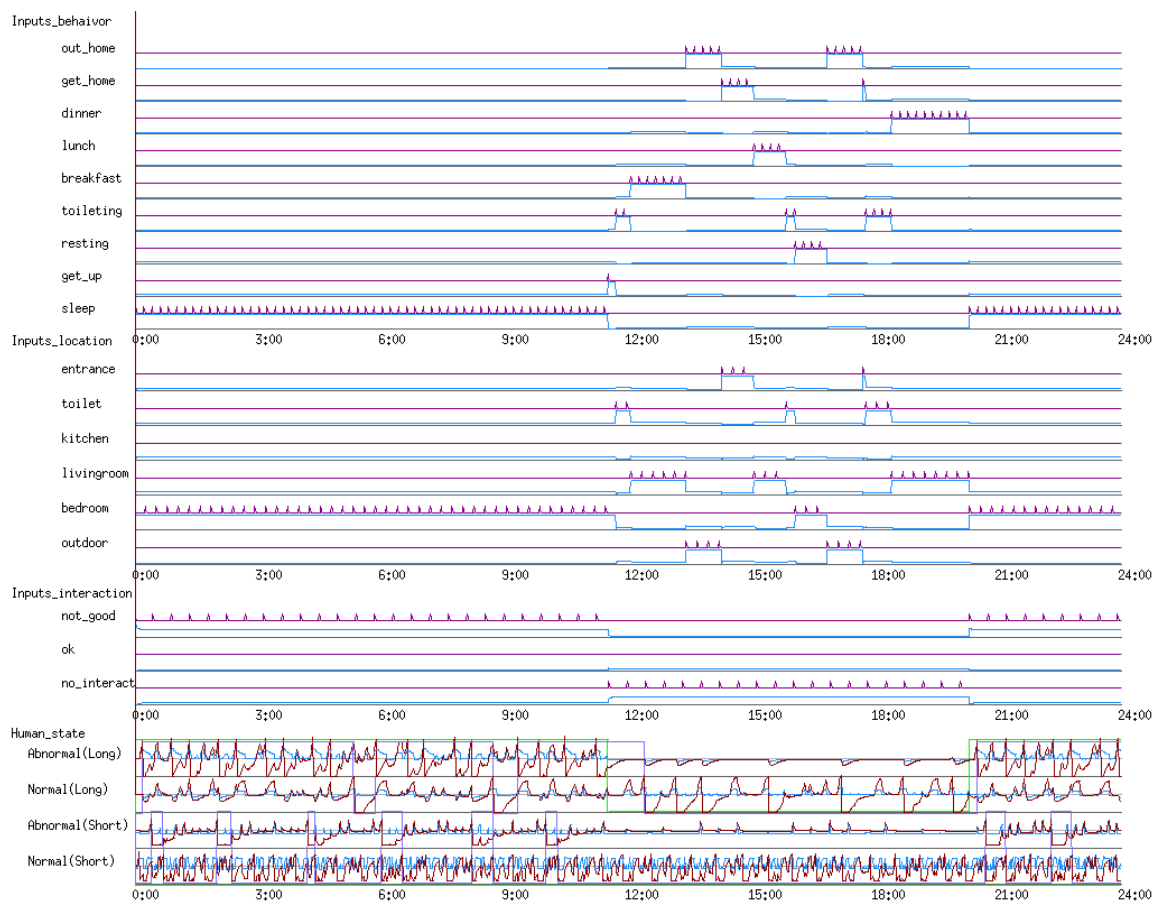 Inputs_behaivor
out_home
get_home
dinner
lunch
breakfast
toileting
resting
get_up
sleep
0:00 3:00 6:00 9:00 12:00 15:00 18:00 21:00 24:00
Inputs_location
entrance
toilet
kitchen
livingroom
bedroom
outdoor
0:00 3:00 6:00 9:00 12:00 15:00 18:00 21:00 24:00
Inputs_interaction
not_good
ok
no_interact
0:00 3:00 6:00 9:00 12:00 15:00 18:00 21:00 24:00
Human_state
Abnormal(Long)
Normal(Long)
Abnormal(Short)
Normal(Short)
0:00 3:00 6:00 9:00 12:00 15:00 18:00 21:00 24:00